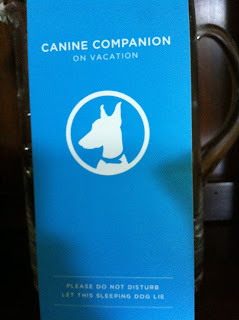 CANINE COMPANION
ON VACATION
PLEASE DO NOT DISTURB
LET THIS SLEEPING DOG LIE